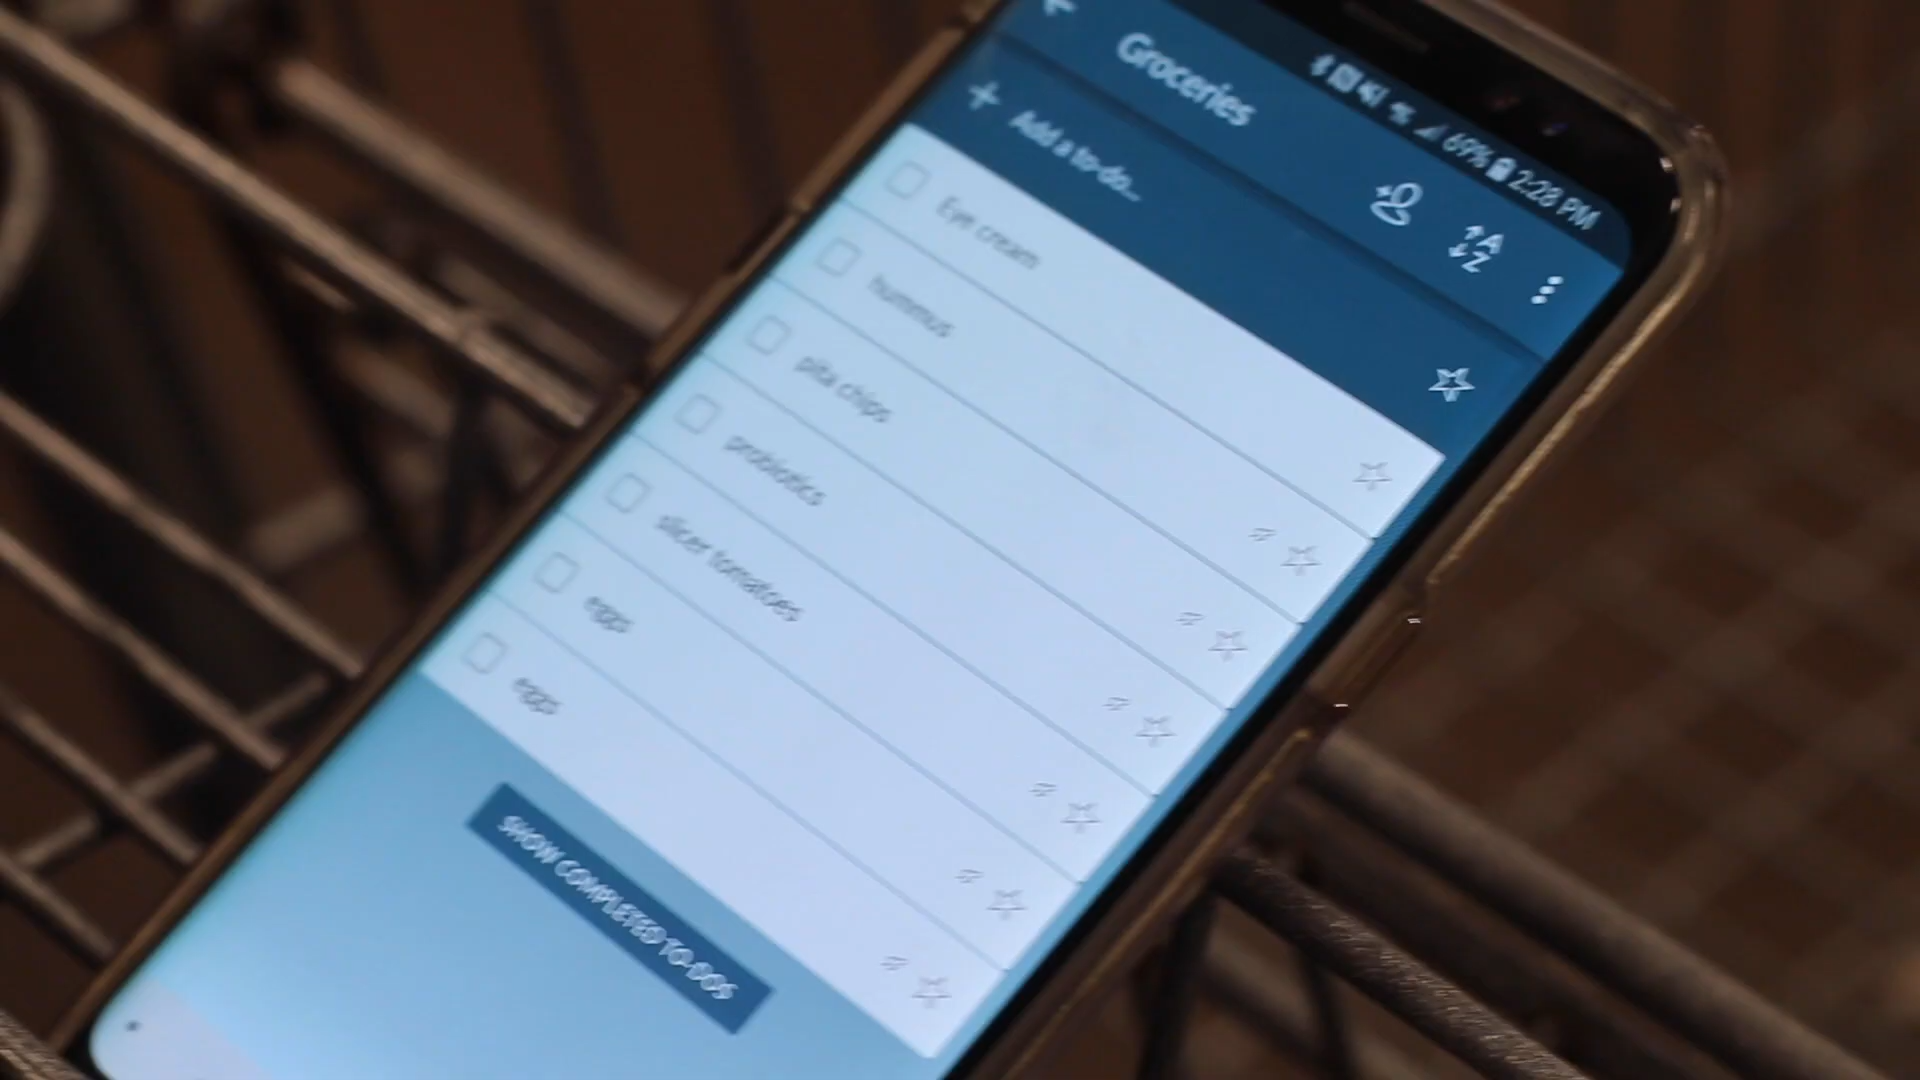 69% 2:28 PM
Groceries
Add a to-do...
Eye cream
hummus
pita chips
probiotics
slicer tomatoes
eggs
eggs
SHOW COMPLETED TO-DOS